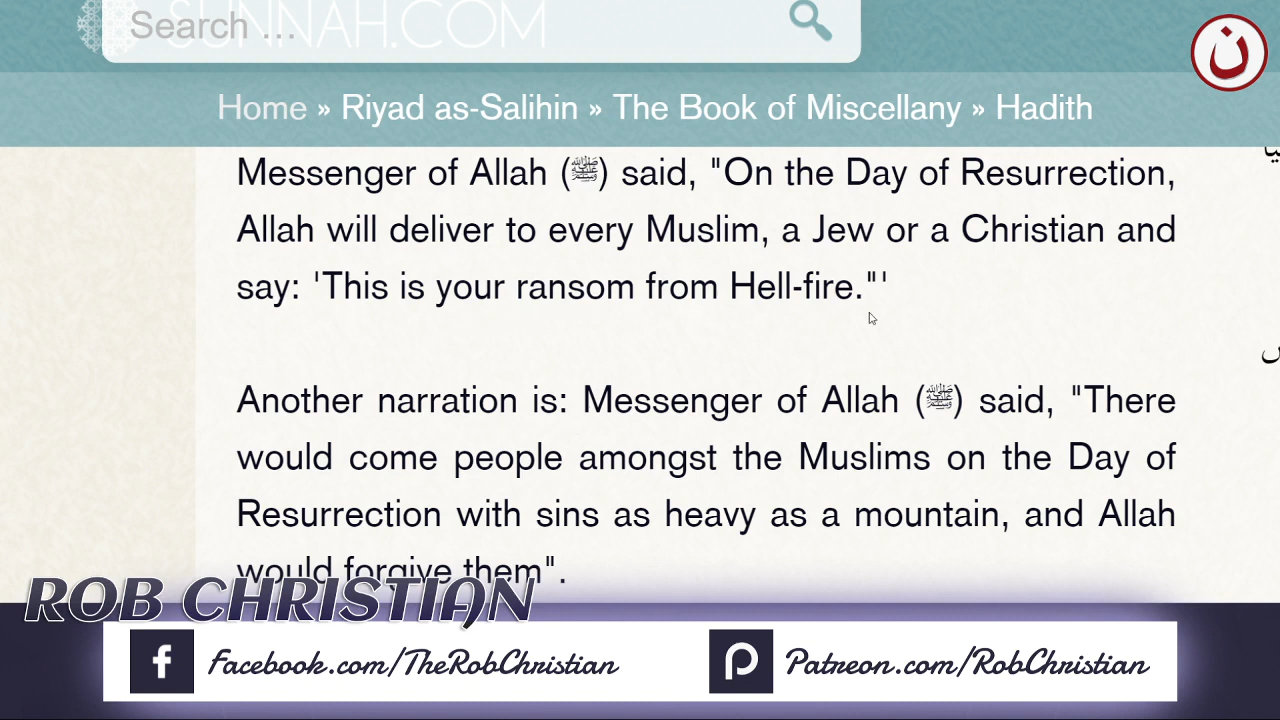 Search ...
SUNNAH.COM
ن
Home » Riyad as-Salihin » The Book of Miscellany » Hadith
Messenger of Allah (ﷺ) said, "On the Day of Resurrection,
Allah will deliver to every Muslim, a Jew or a Christian and
say: 'This is your ransom from Hell-fire."'
Another narration is: Messenger of Allah (ﷺ) said, "There
would come people amongst the Muslims on the Day of
Resurrection with sins as heavy as a mountain, and Allah
would forgive them".
ROB CHRISTIAN
Facebook.com/TheRobChristian
Patreon.com/RobChristian